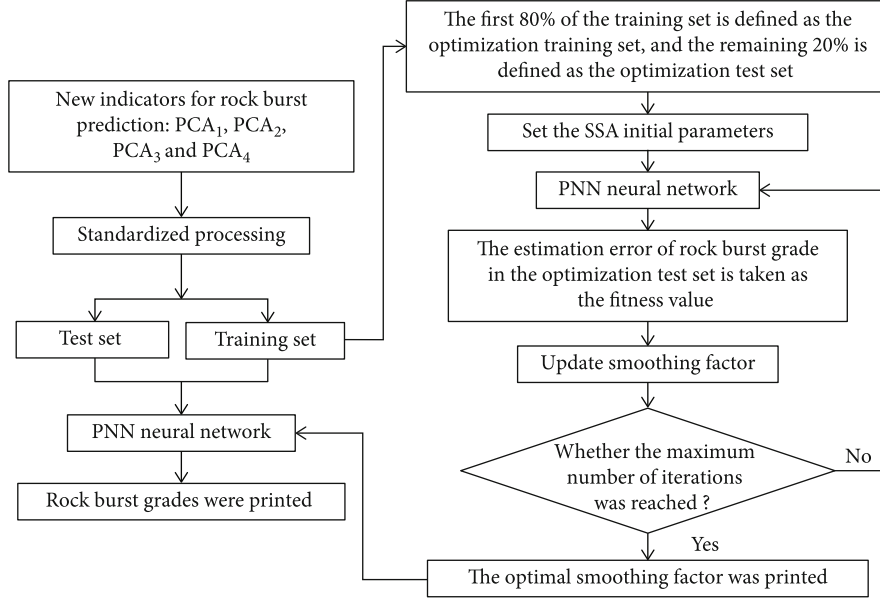 New indicators for rock burst
prediction: PCA₁, PCA₂,
PCA₃ and PCA₄
Standardized processing
Test set
Training set
PNN neural network
Rock burst grades were printed
The first 80% of the training set is defined as the
optimization training set, and the remaining 20% is
defined as the optimization test set
Set the SSA initial parameters
PNN neural network
The estimation error of rock burst grade
in the optimization test set is taken as
the fitness value
Update smoothing factor
Whether the maximum
number of iterations
was reached ?
No
Yes
The optimal smoothing factor was printed